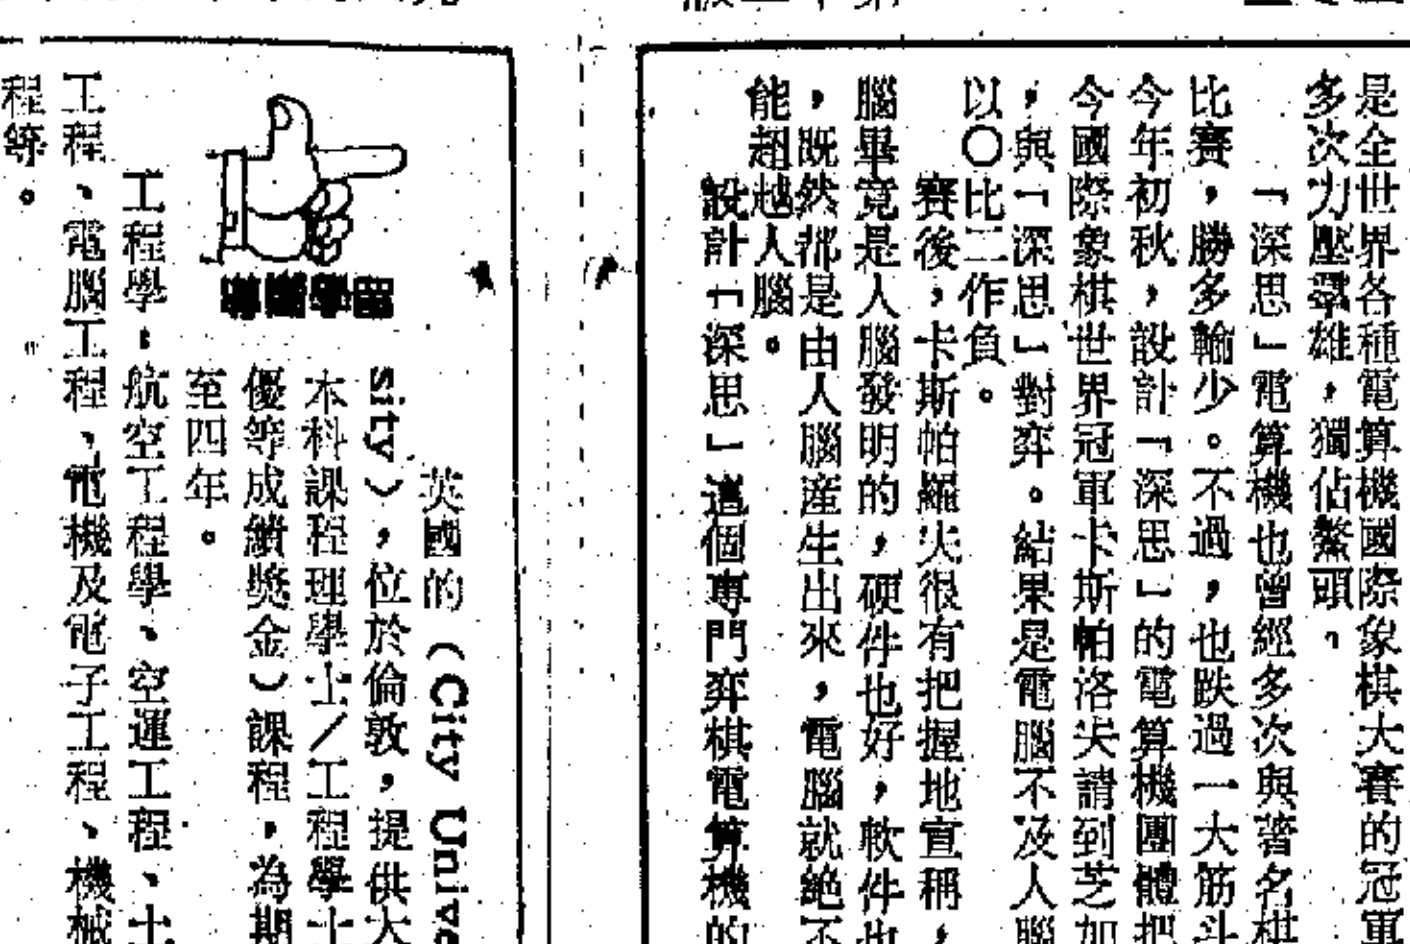 是全世界各種電算機國際象棋大賽的冠軍
多次力壓羣雄，獨佔鰲頭。
「深思」電算機也曾經多次與著名棋
比賽，勝多輸少。不過，也跌過一大筋斗
今年初秋，設計「深思」的電算機團體把
今國際象棋世界冠軍卡斯帕洛夫請到芝加
，與「深思」對弈。結果是電腦不及人腦
以〇比二作負。
賽後，卡斯帕羅夫很有把握地宣稱，
腦畢竟是人腦發明的，硬件也好，軟件也
，既然都是由人腦產生出來，電腦就絕不
能超越人腦。
設計「深思」這個專門弈棋電算機的
留學指導
英國的（City Unive
sity），位於倫敦，提供大
本科課程理學士／工程學士
優等成績獎金）課程，為期
至四年。
工程學：航空工程學、空運工程、土
工程、電腦工程、電機及電子工程、機械
程等。